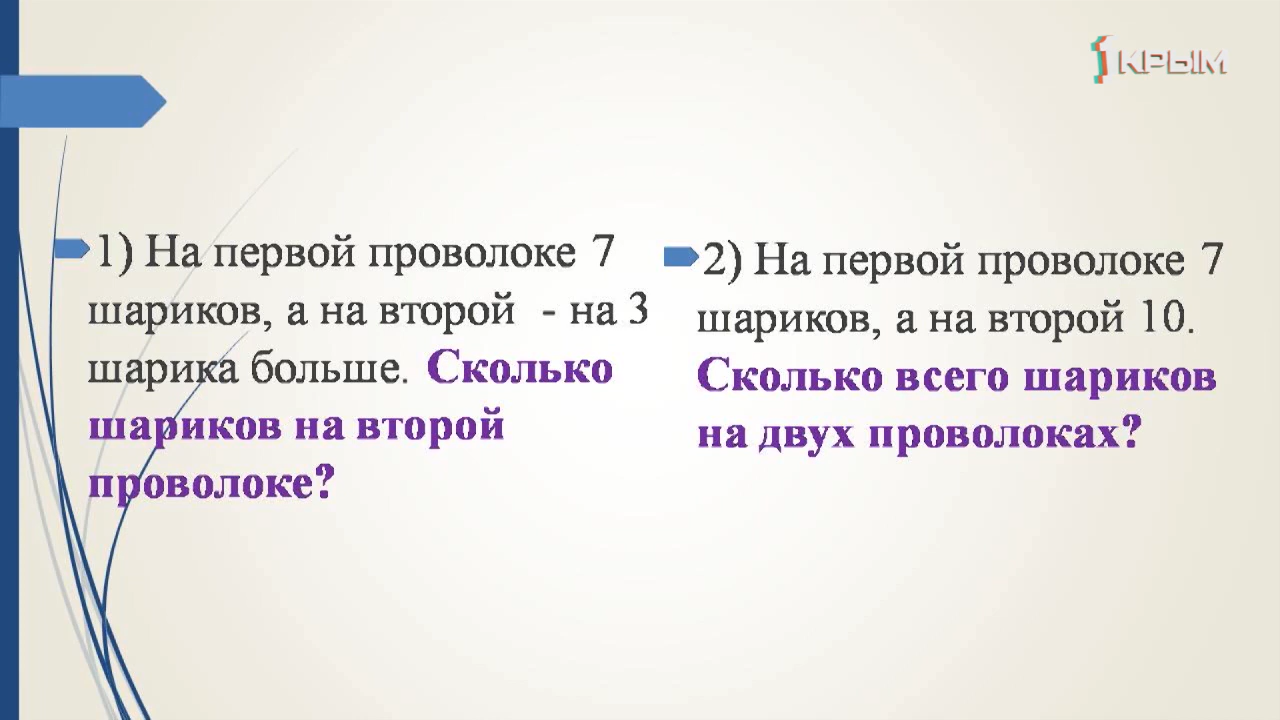 1 КРЫМ
1) На первой проволоке 7
шариков, а на второй - на 3
шарика больше. Сколько
шариков на второй
проволоке?
2) На первой проволоке 7
шариков, а на второй 10.
Сколько всего шариков
на двух проволоках?